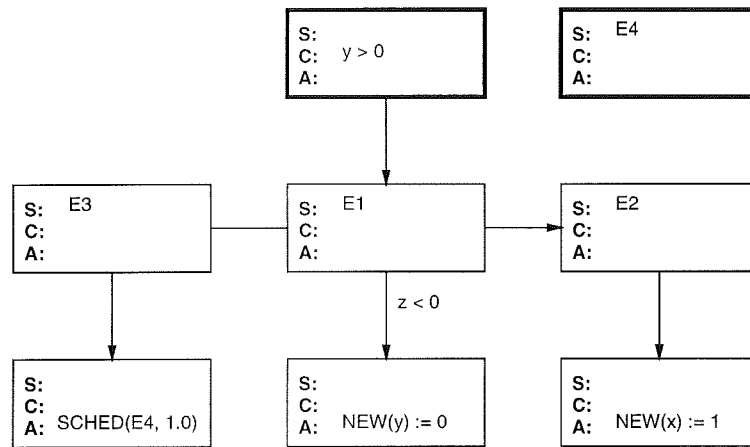 S:
C: y > 0
A:
S: E4
C:
A:
S: E3
C:
A:
S: E1
C:
A:
S: E2
C:
A:
z < 0
S:
C:
A: SCHED(E4, 1.0)
S:
C:
A: NEW(y) := 0
S:
C:
A: NEW(x) := 1